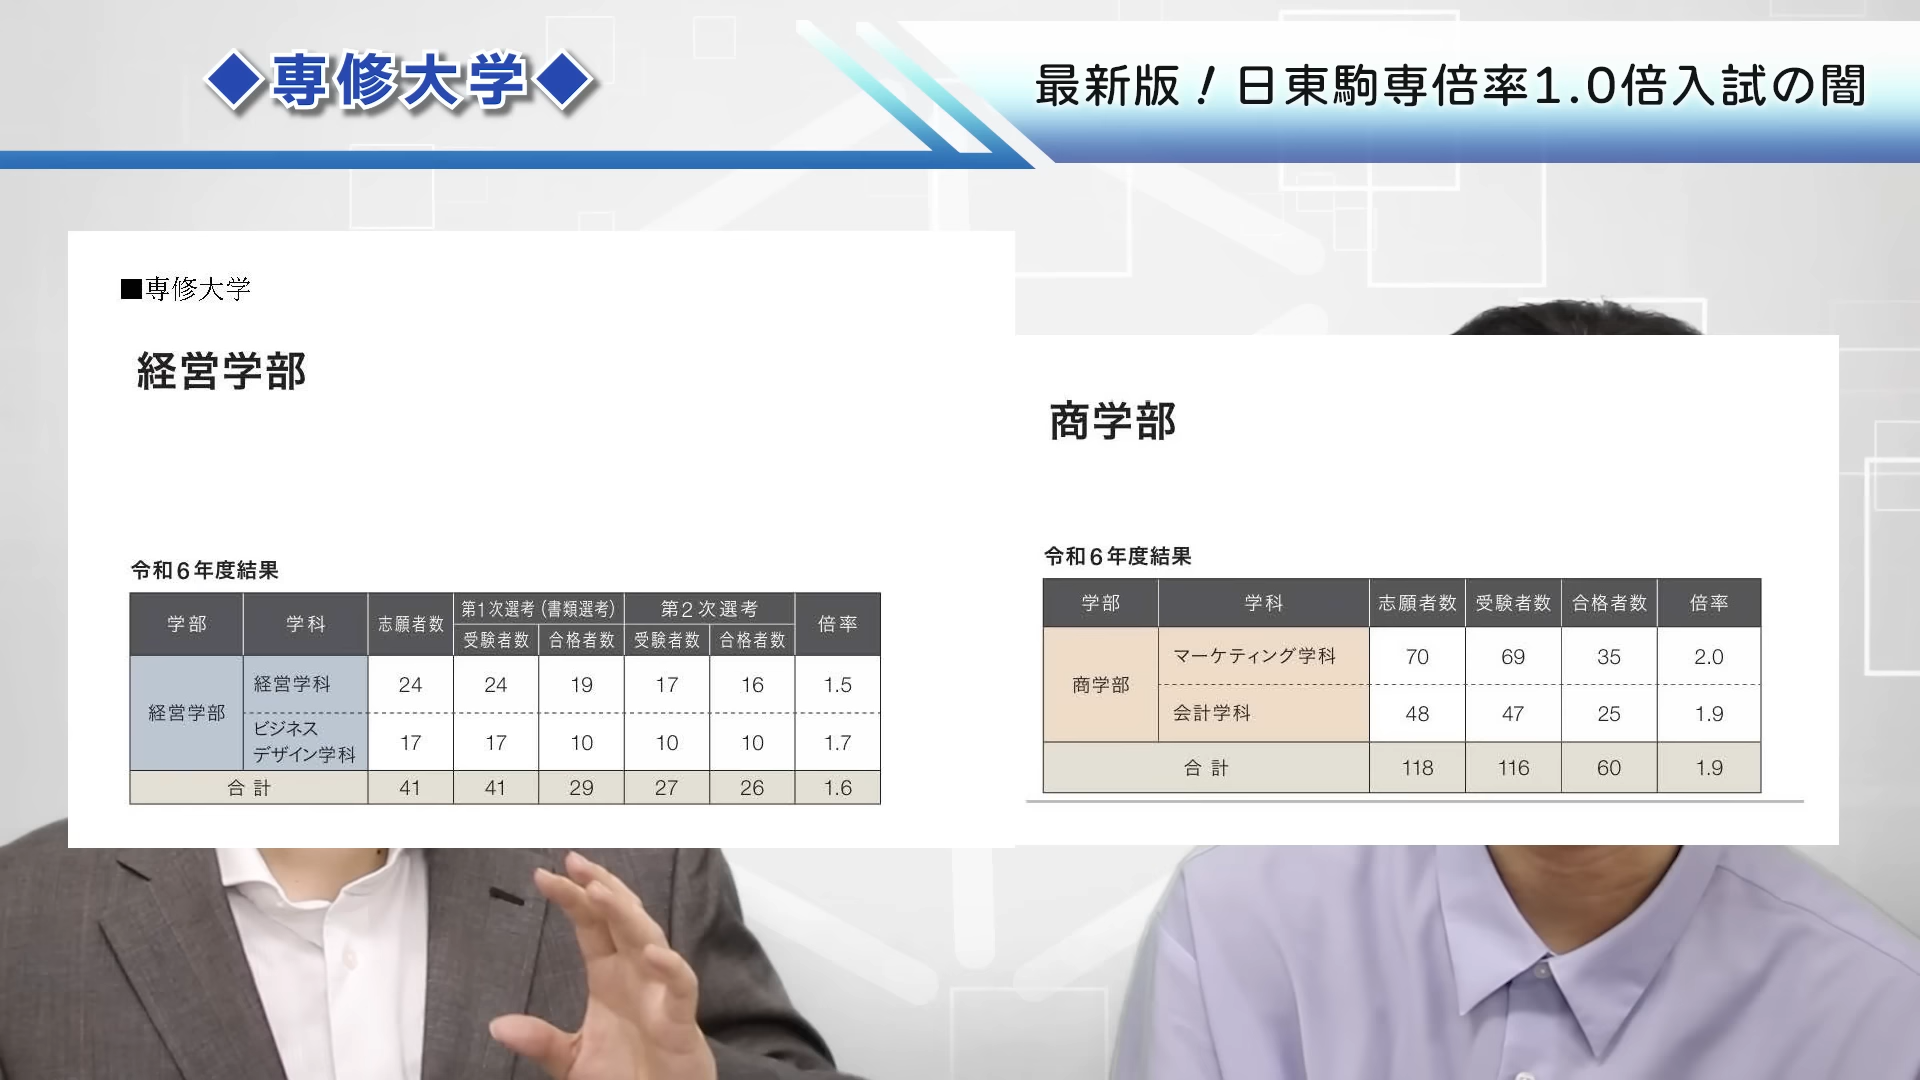 ◆専修大学◆
最新版！日東駒専倍率1.0倍入試の闇
■専修大学
経営学部
令和6年度結果
学部 学科 志願者数 第1次選考（書類選考） 第2次選考 倍率
受験者数 合格者数 受験者数 合格者数
経営学部 経営学科 24 24 19 17 16 1.5
ビジネス
デザイン学科 17 17 10 10 10 1.7
合計 41 41 29 27 26 1.6
商学部
令和6年度結果
学部 学科 志願者数 受験者数 合格者数 倍率
商学部 マーケティング学科 70 69 35 2.0
会計学科 48 47 25 1.9
合計 118 116 60 1.9